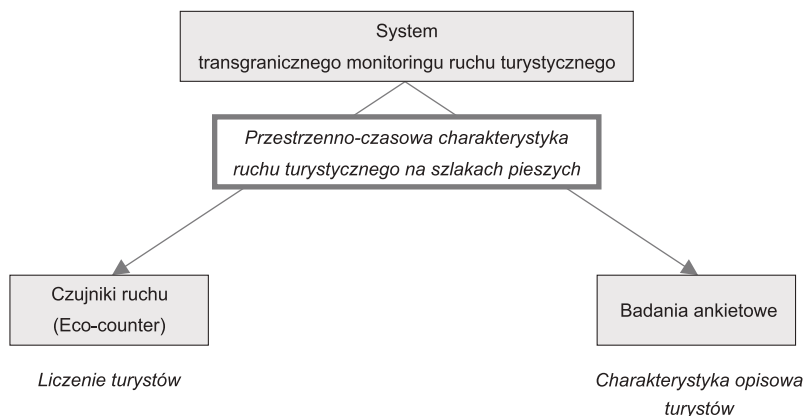 System
transgranicznego monitoringu ruchu turystycznego
Przestrzenno-czasowa charakterystyka
ruchu turystycznego na szlakach pieszych
Czujniki ruchu
(Eco-counter)
Liczenie turystów
Badania ankietowe
Charakterystyka opisowa
turystów